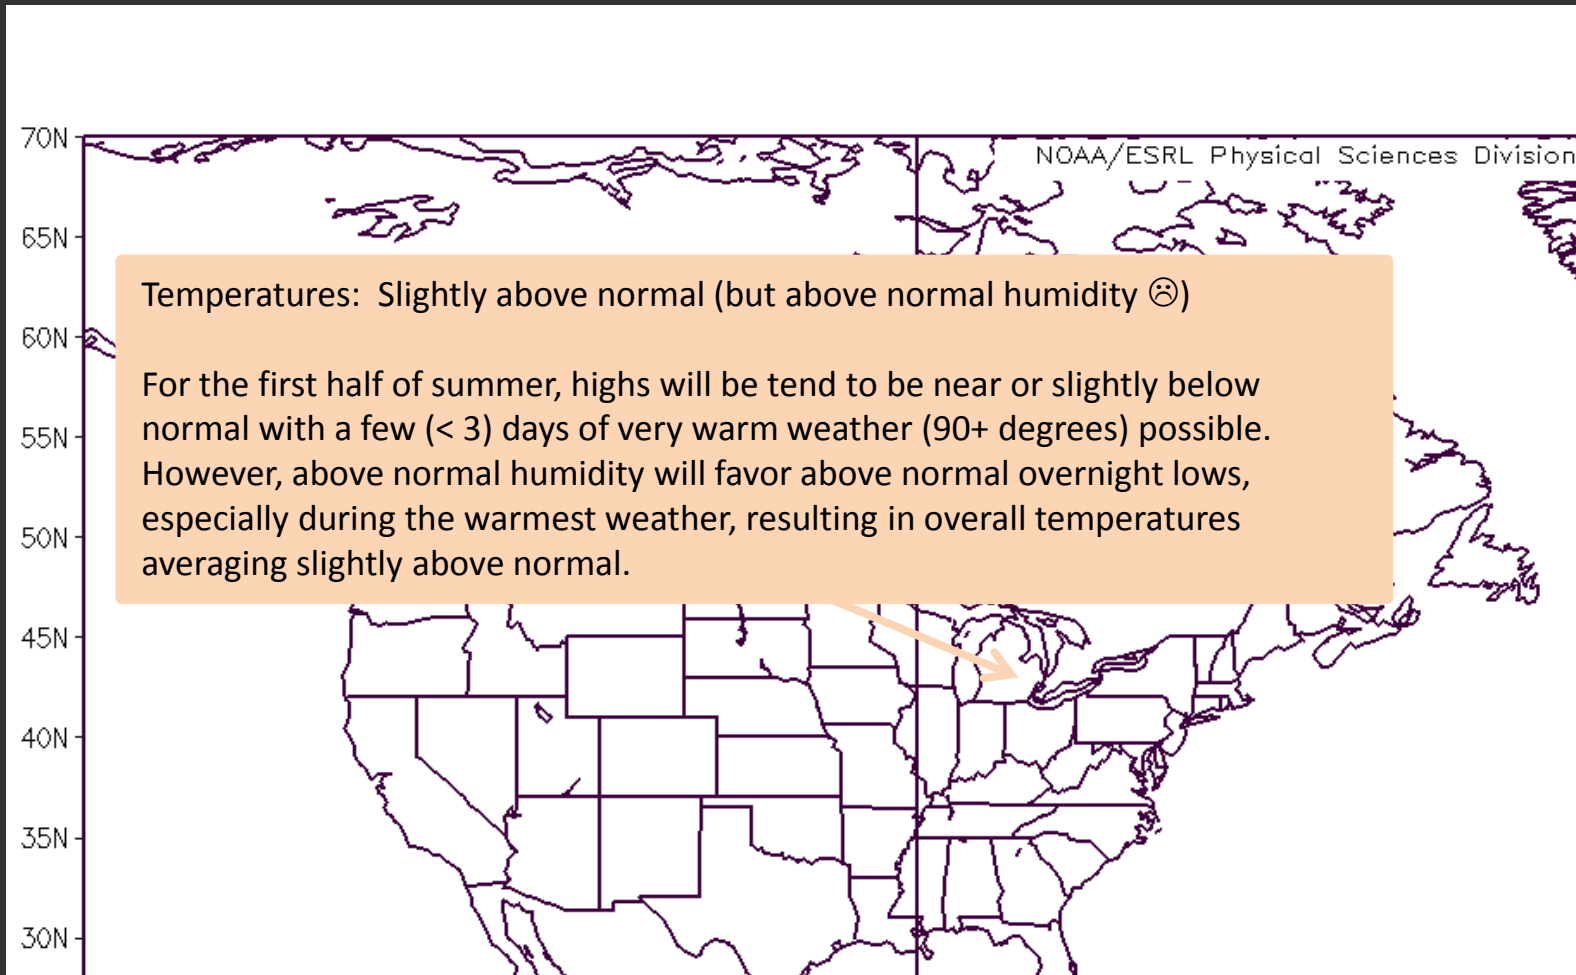 70N
NOAA/ESRL Physical Sciences Division
65N
Temperatures:  Slightly above normal (but above normal humidity ☹)
60N
For the first half of summer, highs will be tend to be near or slightly below
normal with a few (< 3) days of very warm weather (90+ degrees) possible.
55N
However, above normal humidity will favor above normal overnight lows,
especially during the warmest weather, resulting in overall temperatures
50N
averaging slightly above normal.
45N
40N
35N
30N